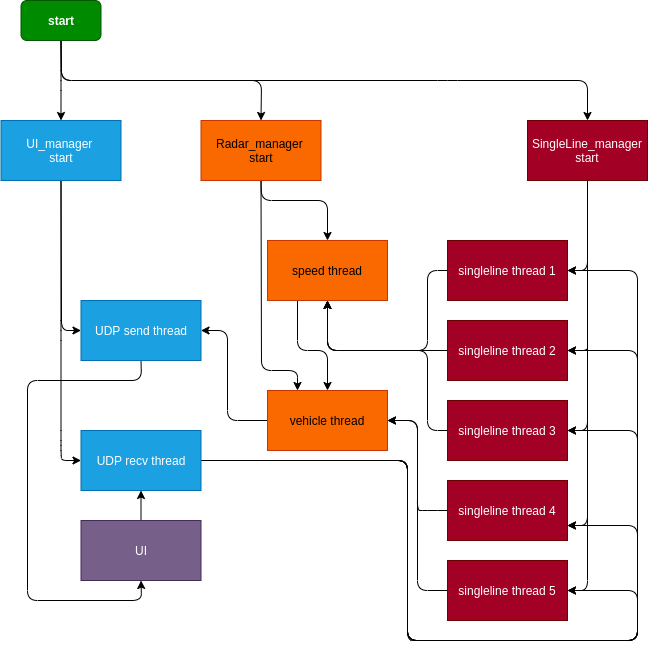 start
UI_manager
start
Radar_manager
start
SingleLine_manager
start
speed thread
singleline thread 1
UDP send thread
singleline thread 2
vehicle thread
singleline thread 3
UDP recv thread
singleline thread 4
UI
singleline thread 5